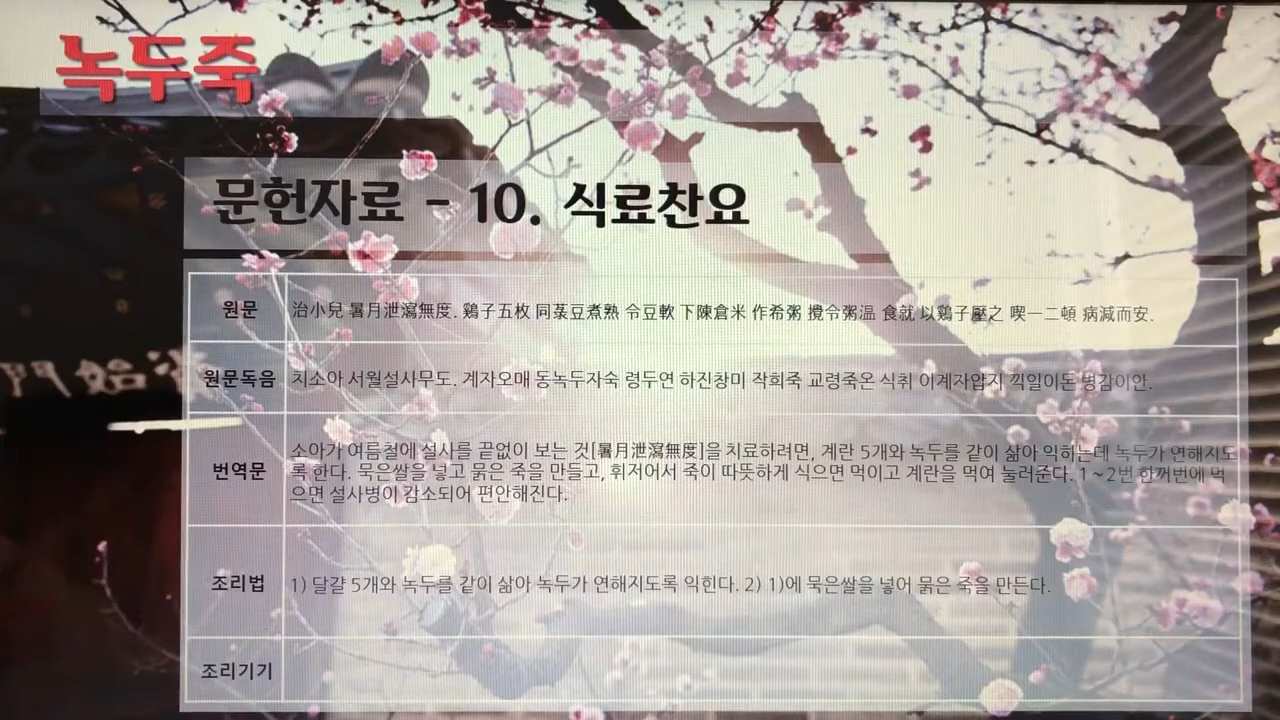 녹두죽
문헌자료 - 10. 식료찬요
원문
治小兒 暑月泄瀉無度. 鷄子五枚 同菉豆煮熟 令豆軟 下陳倉米 作希粥 攪令粥溫 食就 以鷄子壓之 喫一二頓 病減而安.
원문독음
치소아 서월설사무도. 계자오매 동녹두자숙 령두연 하진창미 작희죽 교령죽온 식취 이계자압지 끽일이돈 병감이안.
번역문
소아가 여름철에 설사를 끝없이 보는 것[暑月泄瀉無度]을 치료하려면, 계란 5개와 녹두를 같이 삶아 익히는데 녹두가 연해지도
록 한다. 묵은쌀을 넣고 묽은 죽을 만들고, 휘저어서 죽이 따뜻하게 식으면 먹이고 계란을 먹여 눌러준다. 1~2번 한꺼번에 먹
으면 설사병이 감소되어 편안해진다.
조리법
1) 달걀 5개와 녹두를 같이 삶아 녹두가 연해지도록 익힌다. 2) 1)에 묵은쌀을 넣어 묽은 죽을 만든다.
조리기기